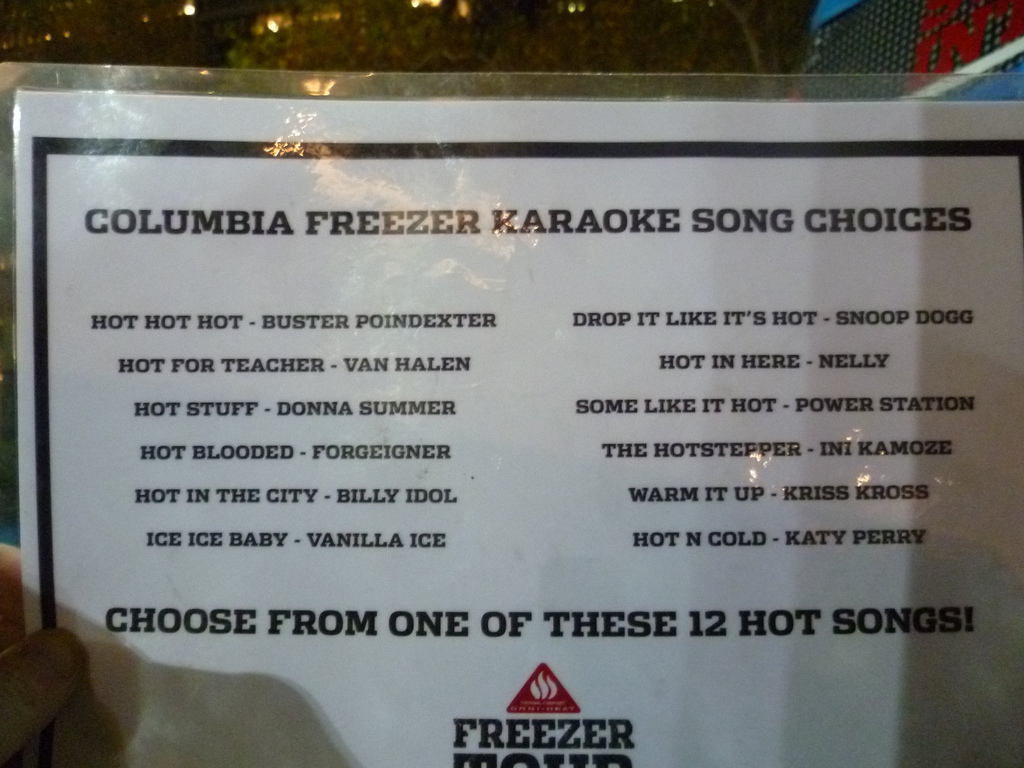 COLUMBIA FREEZER KARAOKE SONG CHOICES
HOT HOT HOT - BUSTER POINDEXTER
HOT FOR TEACHER - VAN HALEN
HOT STUFF - DONNA SUMMER
HOT BLOODED - FORGEIGNER
HOT IN THE CITY - BILLY IDOL
ICE ICE BABY - VANILLA ICE
DROP IT LIKE IT'S HOT - SNOOP DOGG
HOT IN HERE - NELLY
SOME LIKE IT HOT - POWER STATION
THE HOTSTEPPER - INI KAMOZE
WARM IT UP - KRISS KROSS
HOT N COLD - KATY PERRY
CHOOSE FROM ONE OF THESE 12 HOT SONGS!
OMNI-HEAT
FREEZER
TOUR